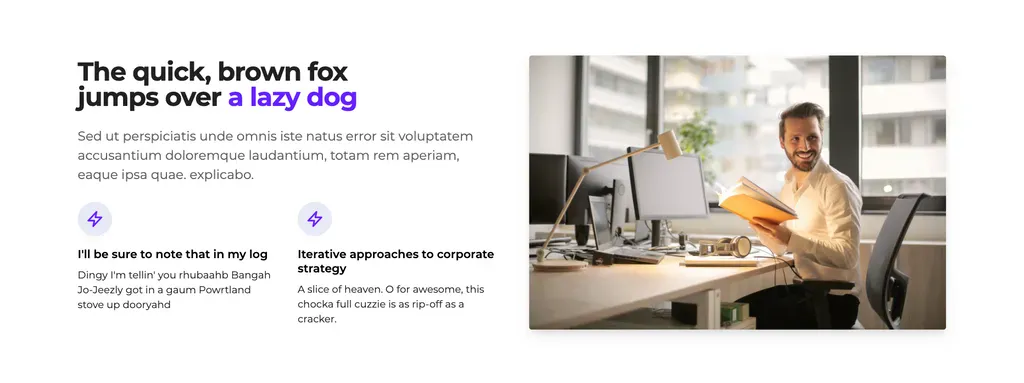 The quick, brown fox
jumps over a lazy dog
Sed ut perspiciatis unde omnis iste natus error sit voluptatem
accusantium doloremque laudantium, totam rem aperiam,
eaque ipsa quae. explicabo.
I'll be sure to note that in my log
Dingy I'm tellin' you rhubaahb Bangah
Jo-Jeezly got in a gaum Powrtland
stove up dooryahd
Iterative approaches to corporate
strategy
A slice of heaven. O for awesome, this
chocka full cuzzie is as rip-off as a
cracker.